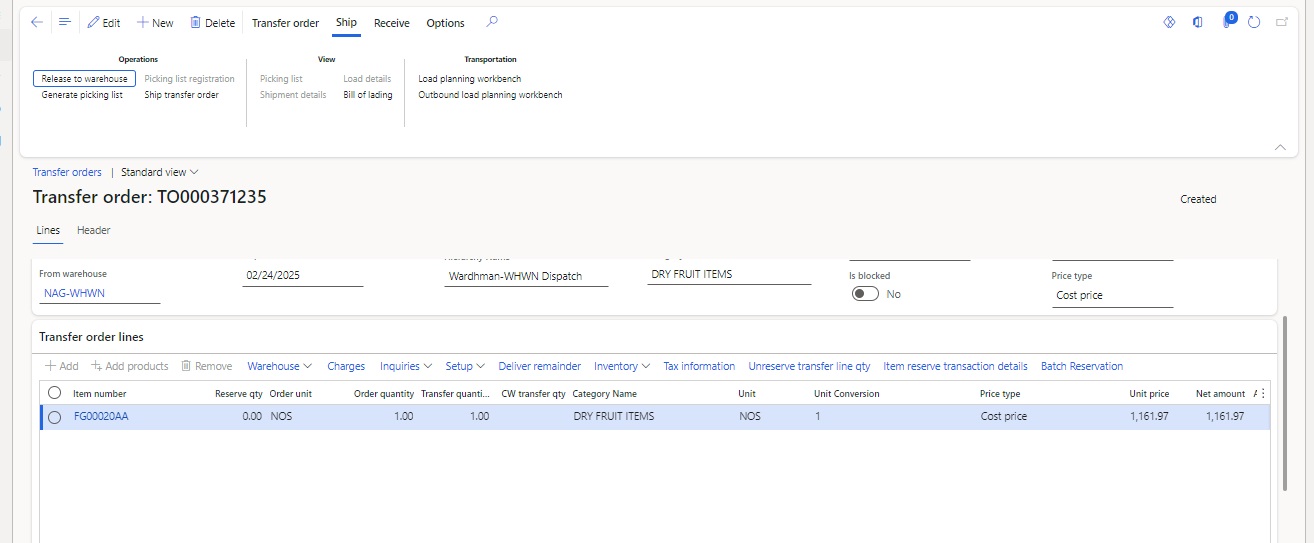 Edit New Delete Transfer order Ship Receive Options 0
Operations View Transportation
Release to warehouse Picking list registration Picking list Load details Load planning workbench
Generate picking list Ship transfer order Shipment details Bill of lading Outbound load planning workbench
Transfer orders | Standard view
Transfer order: TO000371235 Created
Lines Header
From warehouse 02/24/2025 Wardhman-WHWN Dispatch DRY FRUIT ITEMS Is blocked Price type
NAG-WHWN No Cost price
Transfer order lines
Add Add products Remove Warehouse Charges Inquiries Setup Deliver remainder Inventory Tax information Unreserve transfer line qty Item reserve transaction details Batch Reservation
Item number Reserve qty Order unit Order quantity Transfer quanti... CW transfer qty Category Name Unit Unit Conversion Price type Unit price Net amount
FG00020AA 0.00 NOS 1.00 1.00 DRY FRUIT ITEMS NOS 1 Cost price 1,161.97 1,161.97